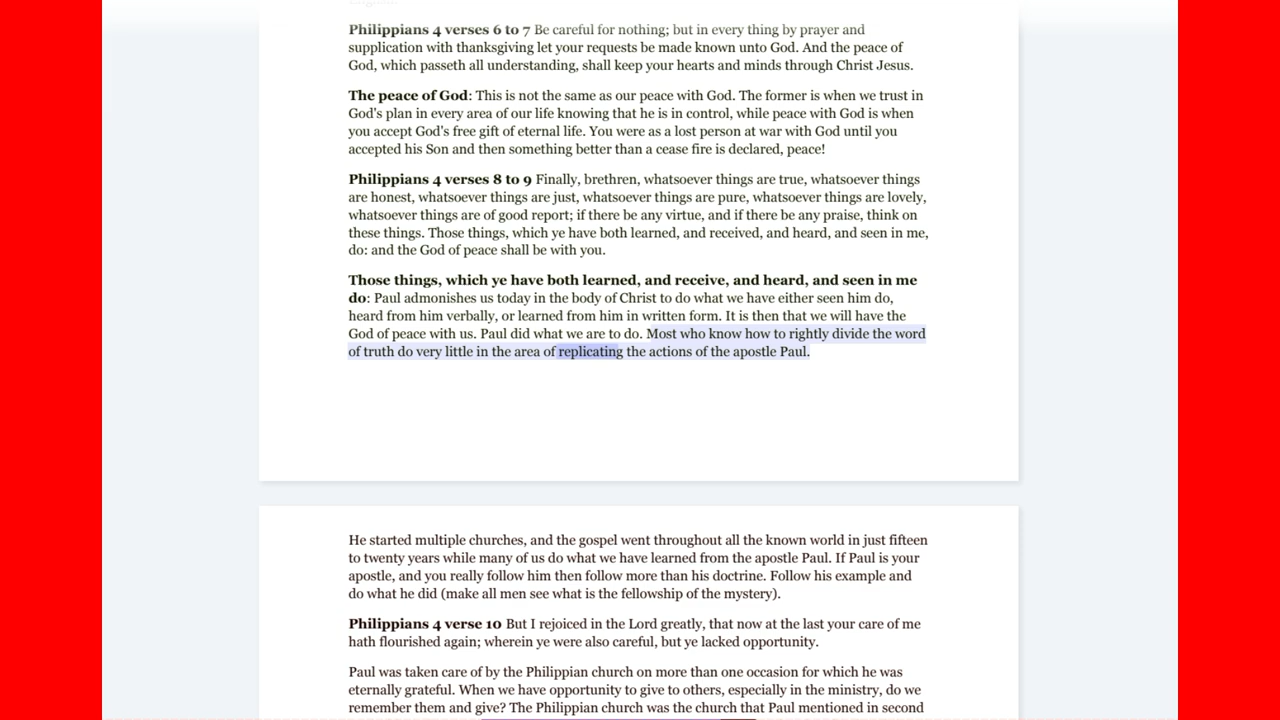 Philippians 4 verses 6 to 7 Be careful for nothing; but in every thing by prayer and
supplication with thanksgiving let your requests be made known unto God. And the peace of
God, which passeth all understanding, shall keep your hearts and minds through Christ Jesus.
The peace of God: This is not the same as our peace with God. The former is when we trust in
God's plan in every area of our life knowing that he is in control, while peace with God is when
you accept God's free gift of eternal life. You were as a lost person at war with God until you
accepted his Son and then something better than a cease fire is declared, peace!
Philippians 4 verses 8 to 9 Finally, brethren, whatsoever things are true, whatsoever things
are honest, whatsoever things are just, whatsoever things are pure, whatsoever things are lovely,
whatsoever things are of good report; if there be any virtue, and if there be any praise, think on
these things. Those things, which ye have both learned, and received, and heard, and seen in me,
do: and the God of peace shall be with you.
Those things, which ye have both learned, and receive, and heard, and seen in me
do: Paul admonishes us today in the body of Christ to do what we have either seen him do,
heard from him verbally, or learned from him in written form. It is then that we will have the
God of peace with us. Paul did what we are to do. Most who know how to rightly divide the word
of truth do very little in the area of replicating the actions of the apostle Paul.
He started multiple churches, and the gospel went throughout all the known world in just fifteen
to twenty years while many of us do what we have learned from the apostle Paul. If Paul is your
apostle, and you really follow him then follow more than his doctrine. Follow his example and
do what he did (make all men see what is the fellowship of the mystery).
Philippians 4 verse 10 But I rejoiced in the Lord greatly, that now at the last your care of me
hath flourished again; wherein ye were also careful, but ye lacked opportunity.
Paul was taken care of by the Philippian church on more than one occasion for which he was
eternally grateful. When we have opportunity to give to others, especially in the ministry, do we
remember them and give? The Philippian church was the church that Paul mentioned in second